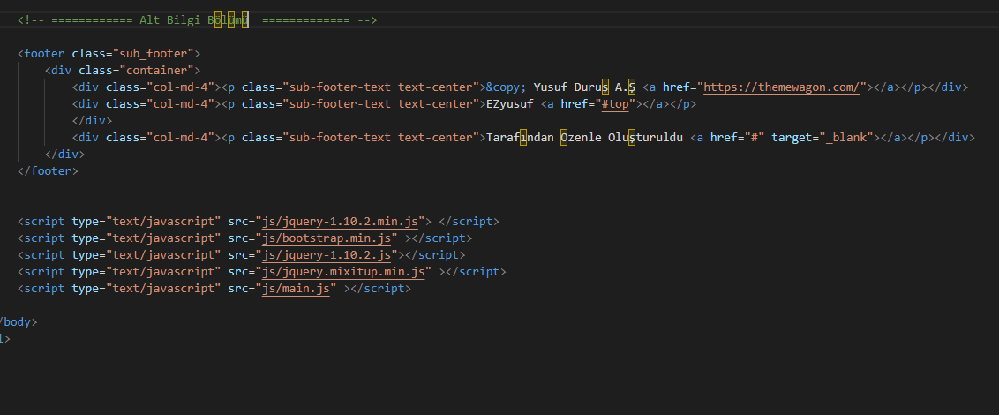 <!-- ============ Alt Bilgi Bölümü  ============= -->
<footer class="sub_footer">
<div class="container">
<div class="col-md-4"><p class="sub-footer-text text-center">&copy; Yusuf Duruş A.Ş <a href="https://themewagon.com/"></a></p></div>
<div class="col-md-4"><p class="sub-footer-text text-center">EZyusuf <a href="#top"></a></p>
</div>
<div class="col-md-4"><p class="sub-footer-text text-center">Tarafından Özenle Oluşturuldu <a href="#" target="_blank"></a></p></div>
</div>
</footer>
<script type="text/javascript" src="js/jquery-1.10.2.min.js"> </script>
<script type="text/javascript" src="js/bootstrap.min.js" ></script>
<script type="text/javascript" src="js/jquery-1.10.2.js"></script>
<script type="text/javascript" src="js/jquery.mixitup.min.js" ></script>
<script type="text/javascript" src="js/main.js" ></script>
/body>
l>